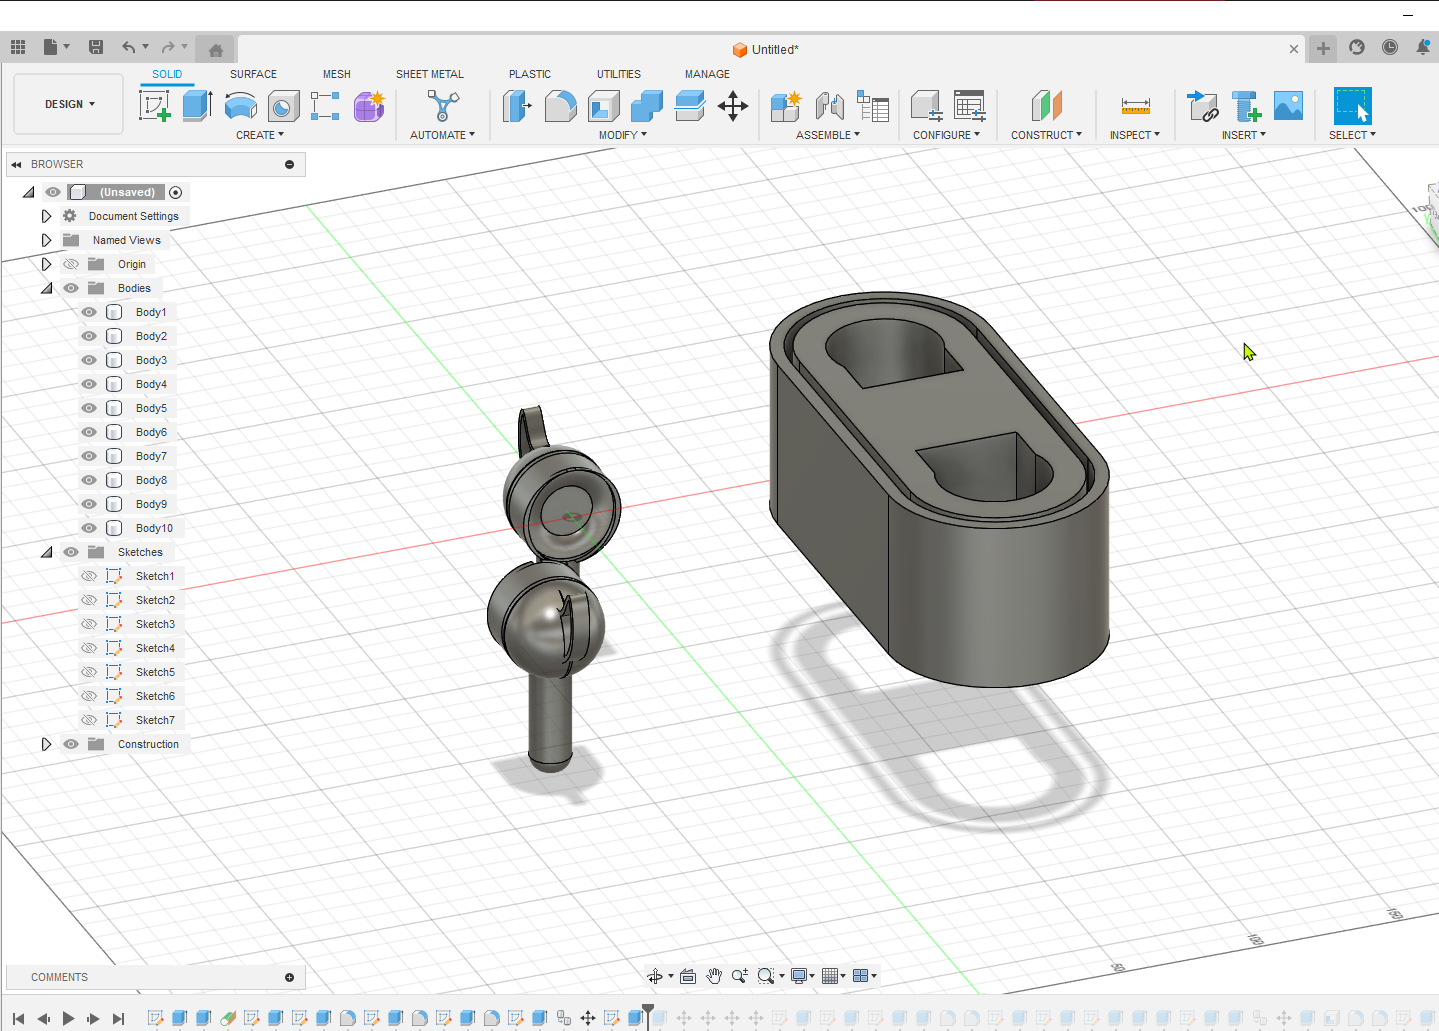 Untitled*
SOLID SURFACE MESH SHEET METAL PLASTIC UTILITIES MANAGE
DESIGN
CREATE AUTOMATE MODIFY ASSEMBLE CONFIGURE CONSTRUCT INSPECT INSERT SELECT
BROWSER
(Unsaved)
Document Settings
Named Views
Origin
Bodies
Body1
Body2
Body3
Body4
Body5
Body6
Body7
Body8
Body9
Body10
Sketches
Sketch1
Sketch2
Sketch3
Sketch4
Sketch5
Sketch6
Sketch7
Construction
100
150
100
50
COMMENTS